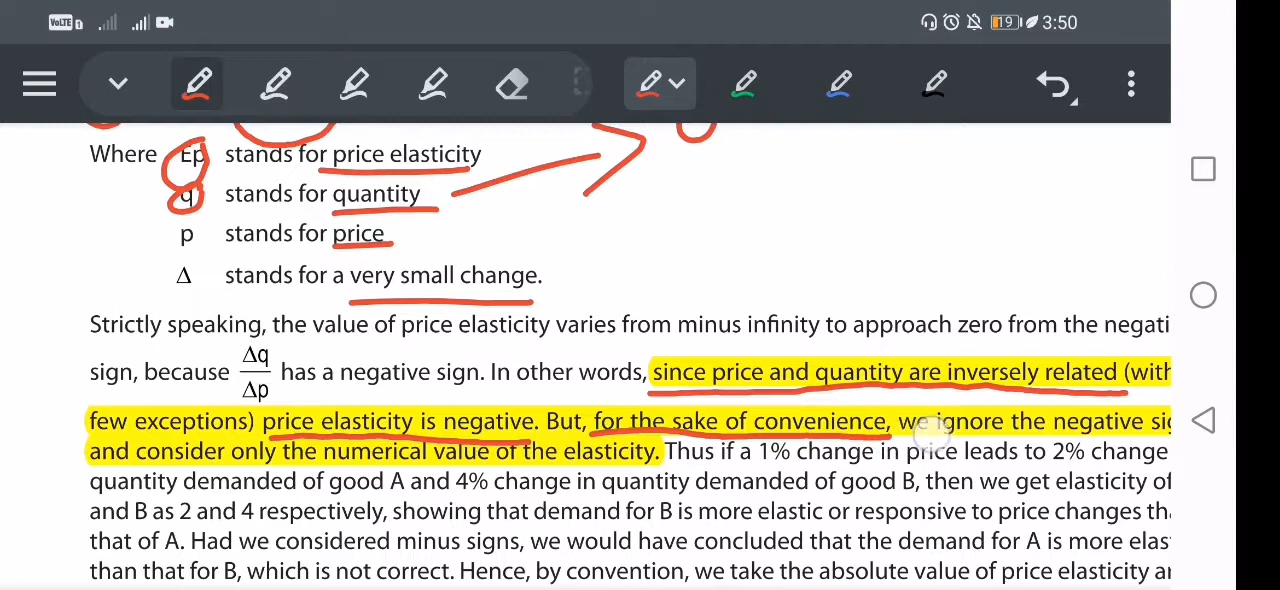 VoLTE 1 19 3:50
Where Ep stands for price elasticity
q stands for quantity
p stands for price
Δ stands for a very small change.
Strictly speaking, the value of price elasticity varies from minus infinity to approach zero from the negati
sign, because Δq/Δp has a negative sign. In other words, since price and quantity are inversely related (with
few exceptions) price elasticity is negative. But, for the sake of convenience, we ignore the negative sig
and consider only the numerical value of the elasticity. Thus if a 1% change in price leads to 2% change
quantity demanded of good A and 4% change in quantity demanded of good B, then we get elasticity of
and B as 2 and 4 respectively, showing that demand for B is more elastic or responsive to price changes tha
that of A. Had we considered minus signs, we would have concluded that the demand for A is more elas
than that for B, which is not correct. Hence, by convention, we take the absolute value of price elasticity an